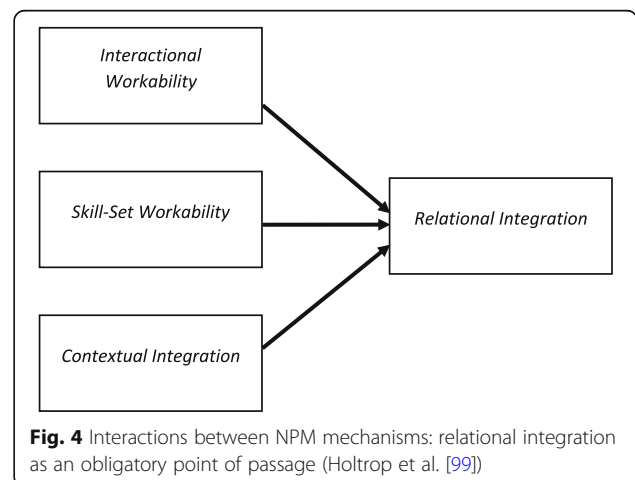 Interactional
Workability
Skill-Set Workability
Relational Integration
Contextual Integration
Fig. 4 Interactions between NPM mechanisms: relational integration
as an obligatory point of passage (Holtrop et al. [99])